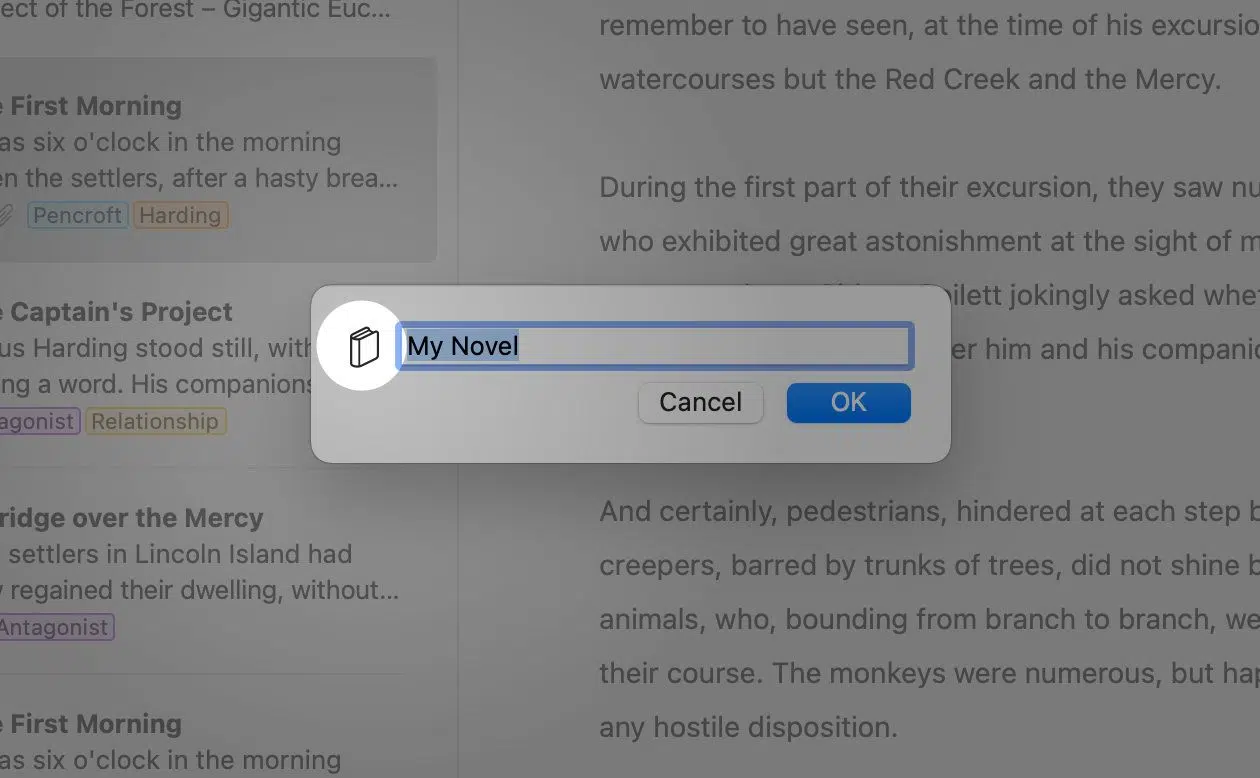 ect of the Forest – Gigantic Euc...
First Morning
as six o'clock in the morning
en the settlers, after a hasty brea...
Pencroft Harding
Captain's Project
us Harding stood still, with
ng a word. His companions
agonist Relationship
ridge over the Mercy
settlers in Lincoln Island had
regained their dwelling, without...
Antagonist
First Morning
as six o'clock in the morning
My Novel
Cancel OK
remember to have seen, at the time of his excursio
watercourses but the Red Creek and the Mercy.
During the first part of their excursion, they saw nu
who exhibited great astonishment at the sight of m
ilett jokingly asked whet
er him and his companio
And certainly, pedestrians, hindered at each step b
creepers, barred by trunks of trees, did not shine b
animals, who, bounding from branch to branch, we
their course. The monkeys were numerous, but hap
any hostile disposition.